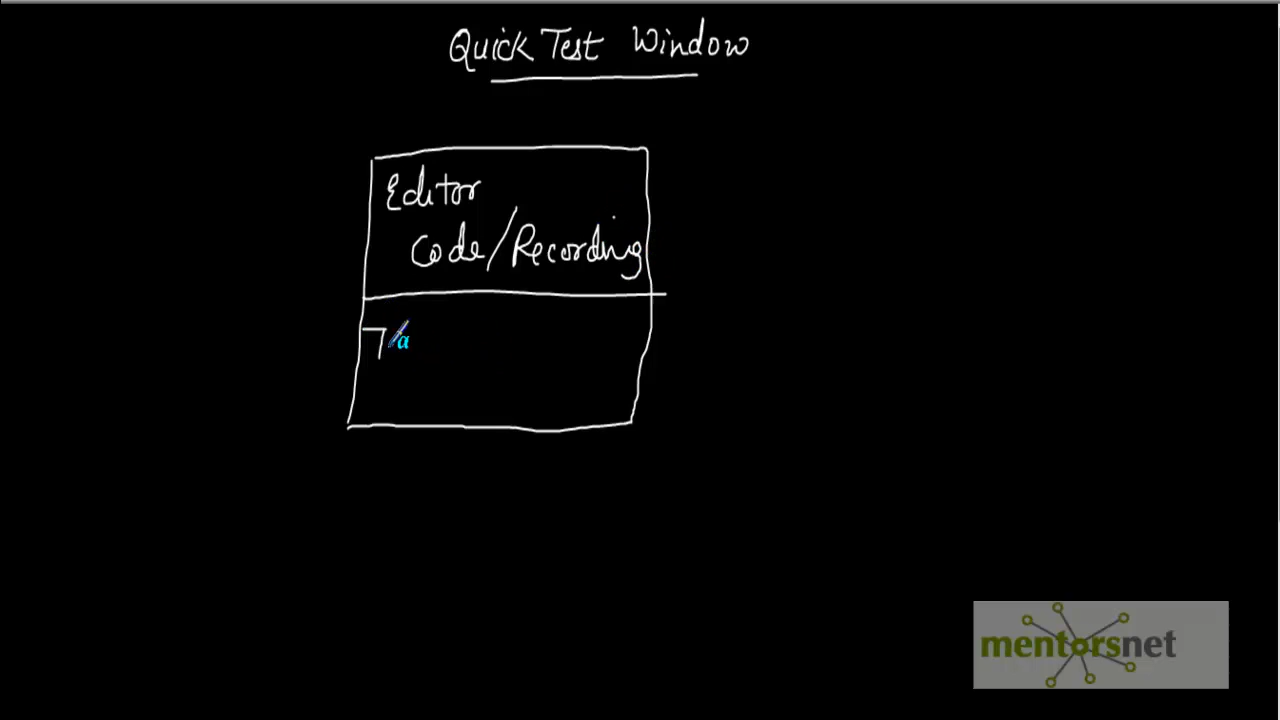 Quick Test Window
Editor
Code/Recording
T
mentorsnet